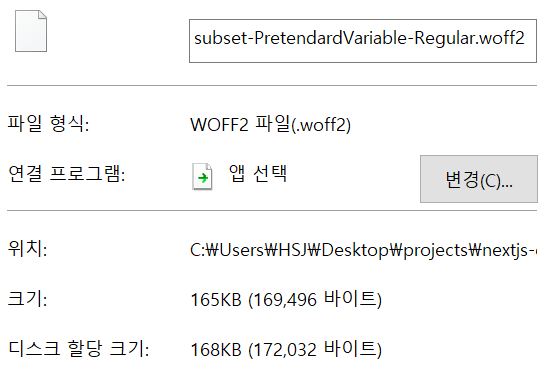 subset-PretendardVariable-Regular.woff2
파일 형식: WOFF2 파일(.woff2)
연결 프로그램: 앱 선택 변경(C)...
위치: C:₩Users₩HSJ₩Desktop₩projects₩nextjs-
크기: 165KB (169,496 바이트)
디스크 할당 크기: 168KB (172,032 바이트)